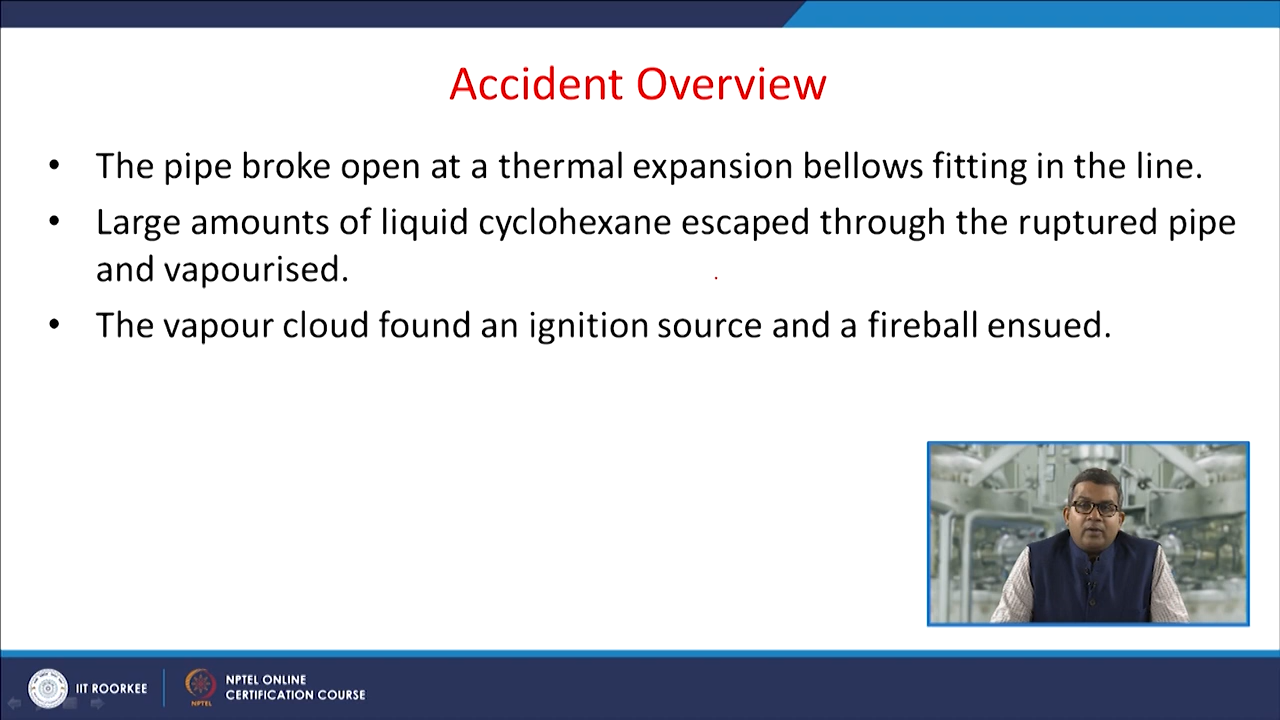 Accident Overview
• The pipe broke open at a thermal expansion bellows fitting in the line.
• Large amounts of liquid cyclohexane escaped through the ruptured pipe
and vapourised.
• The vapour cloud found an ignition source and a fireball ensued.
IIT ROORKEE
NPTEL
NPTEL ONLINE
CERTIFICATION COURSE